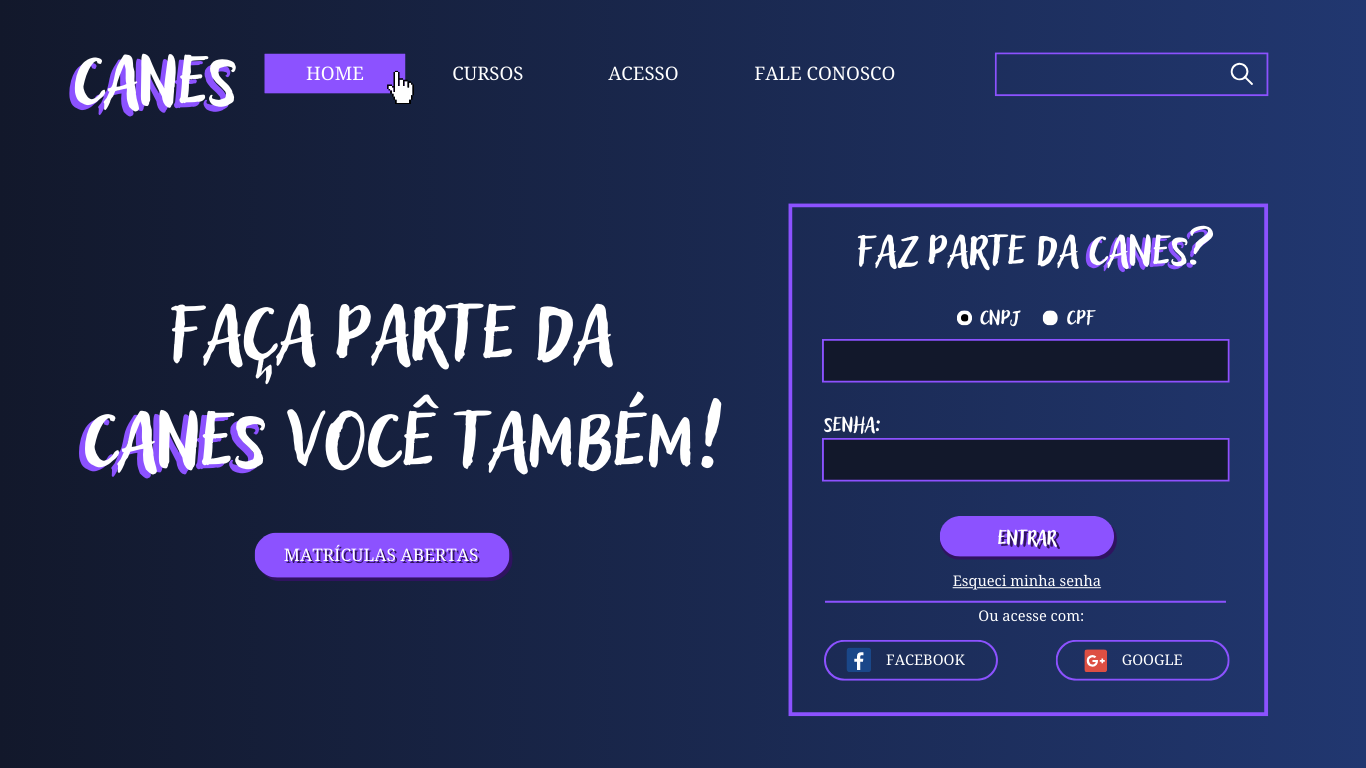 CANES
HOME
CURSOS
ACESSO
FALE CONOSCO
FAÇA PARTE DA
CANES VOCÊ TAMBÉM!
MATRÍCULAS ABERTAS
FAZ PARTE DA CANES?
CNPJ CPF
SENHA:
ENTRAR
Esqueci minha senha
Ou acesse com:
FACEBOOK
GOOGLE